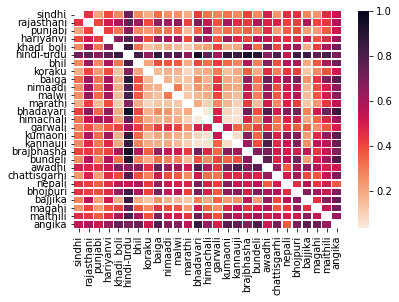 sindhi
rajasthani
punjabi
hariyanvi
khadi_boli
hindi-urdu
bhil
koraku
baiga
nimaadi
malwi
marathi
bhadavari
himachali
garwali
kumaoni
kannauji
brajbhasha
bundeli
awadhi
chattisgarhi
nepali
bhojpuri
bajjika
magahi
maithili
angika
sindhi rajasthani punjabi hariyanvi khadi_boli hindi-urdu bhil koraku baiga nimaadi malwi marathi bhadavari himachali garwali kumaoni kannauji brajbhasha bundeli awadhi chattisgarhi nepali bhojpuri bajjika magahi maithili angika
1.0
0.8
0.6
0.4
0.2